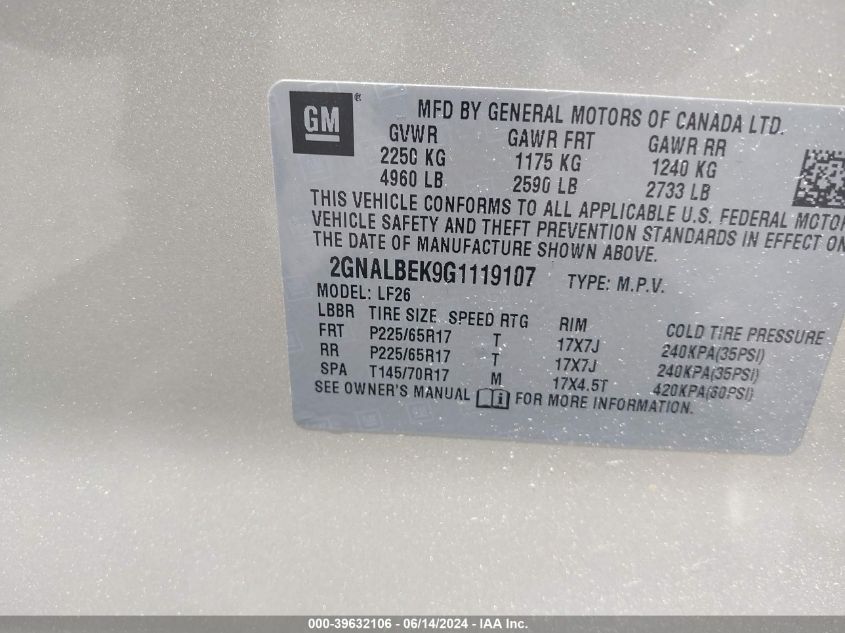 GM ®
MFD BY GENERAL MOTORS OF CANADA LTD.
GVWR GAWR FRT GAWR RR
2250 KG 1175 KG 1240 KG
4960 LB 2590 LB 2733 LB
THIS VEHICLE CONFORMS TO ALL APPLICABLE U.S. FEDERAL MOTOR
VEHICLE SAFETY AND THEFT PREVENTION STANDARDS IN EFFECT ON
THE DATE OF MANUFACTURE SHOWN ABOVE.
2GNALBEK9G1119107 TYPE: M.P.V.
MODEL: LF26
LBBR TIRE SIZE SPEED RTG RIM COLD TIRE PRESSURE
FRT P225/65R17 T 17X7J 240KPA(35PSI)
RR P225/65R17 T 17X7J 240KPA(35PSI)
SPA T145/70R17 M 17X4.5T 420KPA(60PSI)
SEE OWNER'S MANUAL FOR MORE INFORMATION.
000-39632106 - 06/14/2024 - IAA Inc.